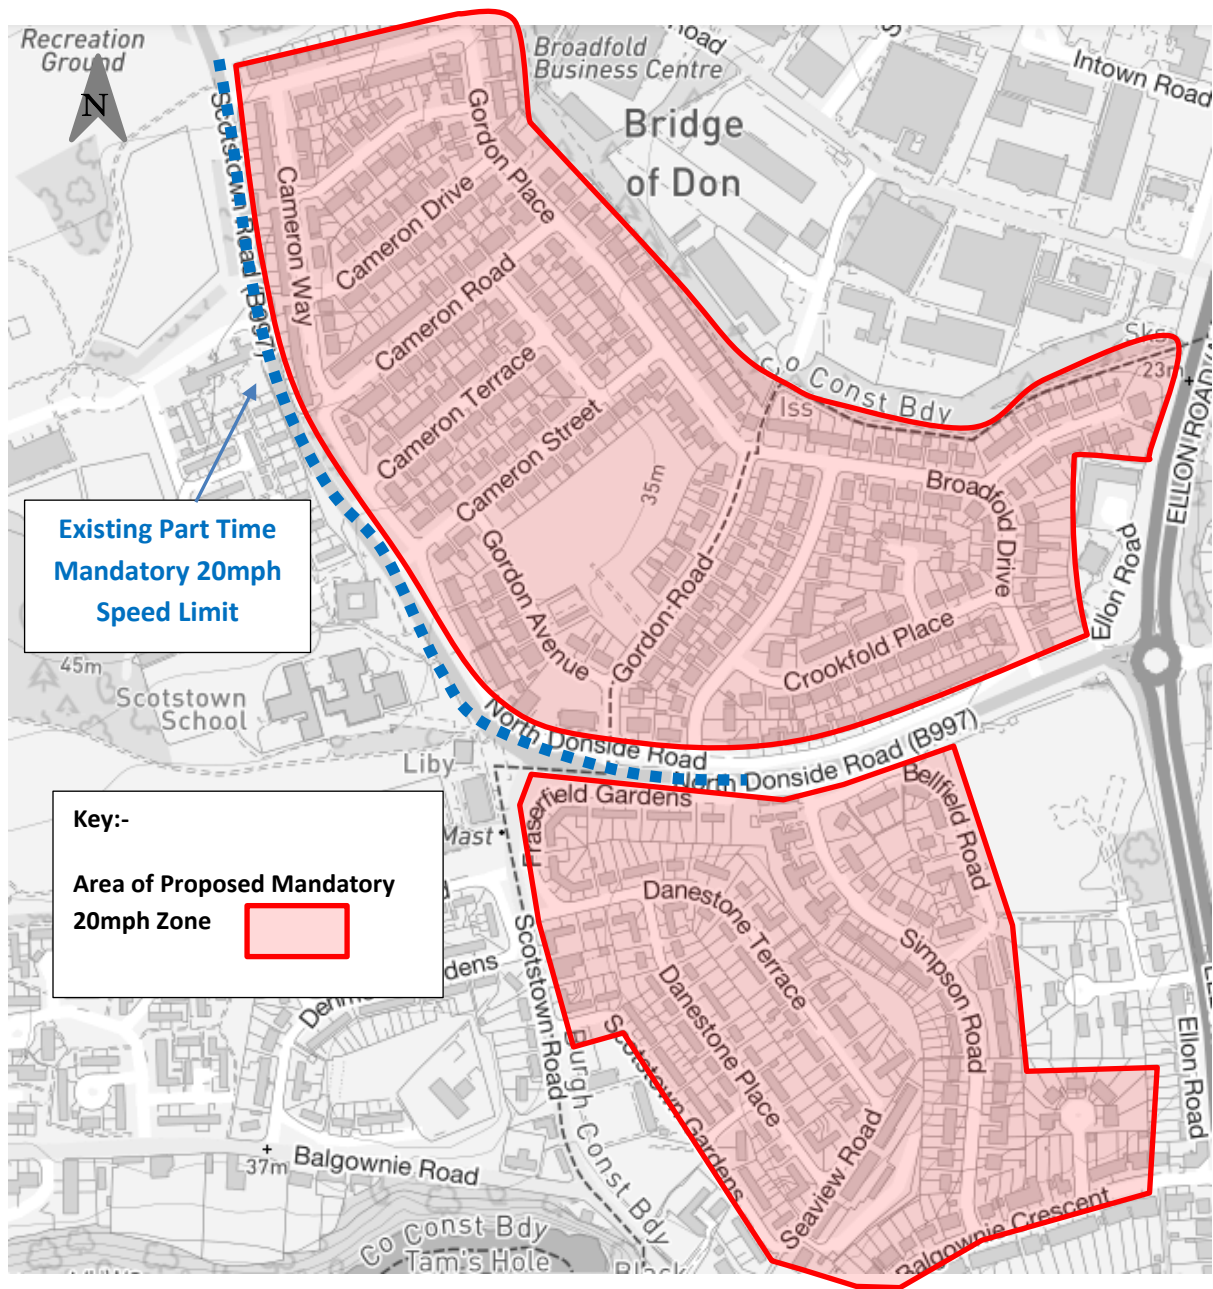 Recreation
Ground
N
Broadfold
Business Centre
Road
Intown Road
Bridge
of Don
Scotstown Road (B997)
Gordon Place
Cameron Way
Cameron Drive
Cameron Road
Cameron Terrace
Cameron Street
Co Const Bdy
Sks
23m
Iss
35m
Broadfold Drive
Gordon Road
Gordon Avenue
Crookfold Place
Ellon Road
Existing Part Time
Mandatory 20mph
Speed Limit
45m
Scotstown
School
Liby
North Donside Road
North Donside Road (B997)
Key:-
Area of Proposed Mandatory
20mph Zone
Mast
Fraserfield Gardens
Bellfield Road
Danestone Terrace
Danestone Place
Simpson Road
Scotstown Road
Scotstown Gardens
Burgh Const Bdy
Seaview Road
Balgownie Crescent
Ellon Road
37m
Balgownie Road
Co Const Bdy
Tam's Hole